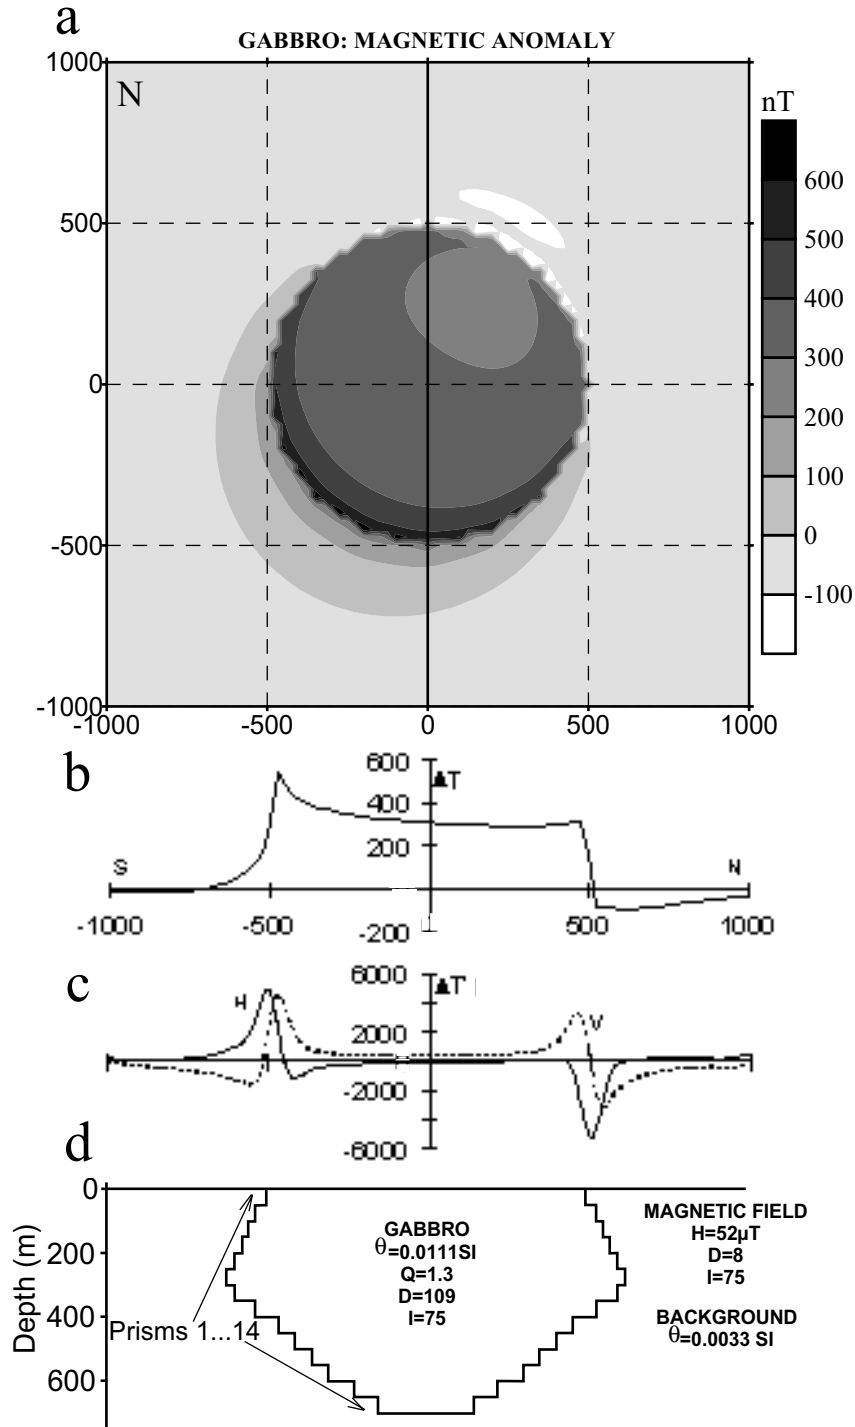 a
GABBRO: MAGNETIC ANOMALY
1000
N
nT
600
500
500
400
300
0
200
100
0
-500
-100
-1000
-1000 -500 0 500 1000
b
600
▲T
400
200
S N
-1000 -500 500 1000
-200
c
6000
▲T'
H V
2000
-2000
-6000
d
0
200
400
600
Depth (m)
GABBRO
θ=0.0111SI
Q=1.3
D=109
I=75
MAGNETIC FIELD
H=52µT
D=8
I=75
BACKGROUND
θ=0.0033 SI
Prisms 1...14